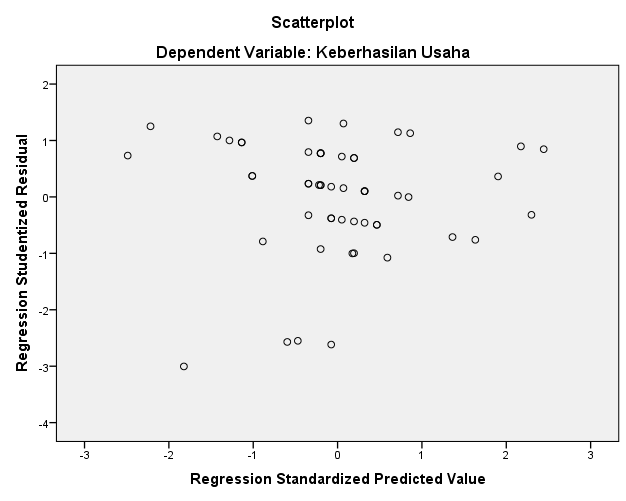 Scatterplot
Dependent Variable: Keberhasilan Usaha
Regression Studentized Residual
2
1
0
-1
-2
-3
-4
-3 -2 -1 0 1 2 3
Regression Standardized Predicted Value